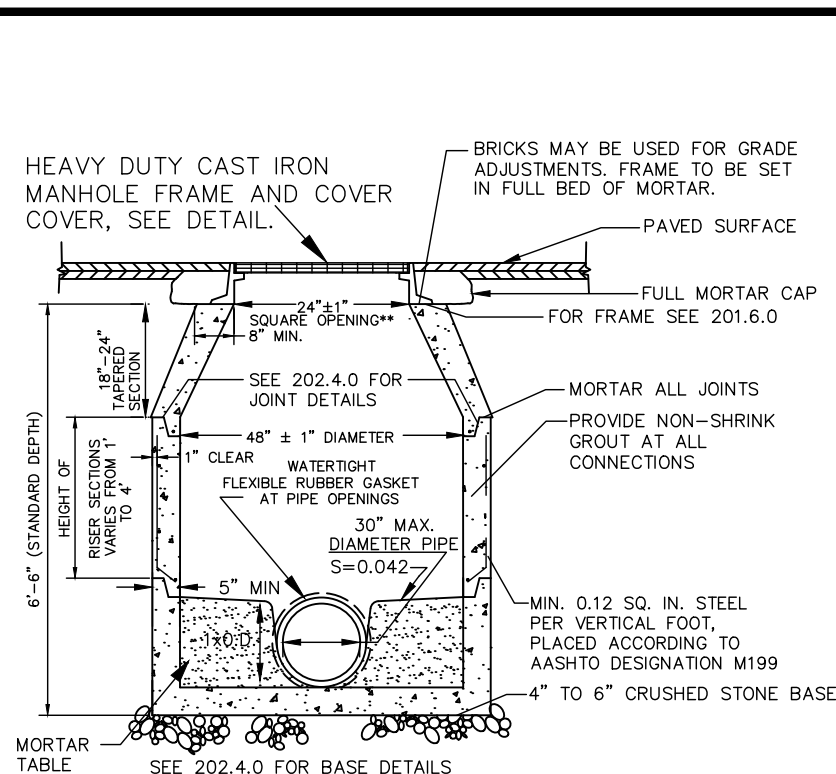 HEAVY DUTY CAST IRON
MANHOLE FRAME AND COVER
COVER, SEE DETAIL.
BRICKS MAY BE USED FOR GRADE
ADJUSTMENTS. FRAME TO BE SET
IN FULL BED OF MORTAR.
PAVED SURFACE
FULL MORTAR CAP
FOR FRAME SEE 201.6.0
24"±1"
SQUARE OPENING**
8" MIN.
18"-24"
TAPERED
SECTION
SEE 202.4.0 FOR
JOINT DETAILS
MORTAR ALL JOINTS
PROVIDE NON-SHRINK
GROUT AT ALL
CONNECTIONS
48" ± 1" DIAMETER
1" CLEAR
WATERTIGHT
FLEXIBLE RUBBER GASKET
AT PIPE OPENINGS
6'-6" (STANDARD DEPTH)
HEIGHT OF
RISER SECTIONS
VARIES FROM 1'
TO 4'
30" MAX.
DIAMETER PIPE
S=0.042
5" MIN
1xO.D
MIN. 0.12 SQ. IN. STEEL
PER VERTICAL FOOT,
PLACED ACCORDING TO
AASHTO DESIGNATION M199
4" TO 6" CRUSHED STONE BASE
MORTAR
TABLE
SEE 202.4.0 FOR BASE DETAILS